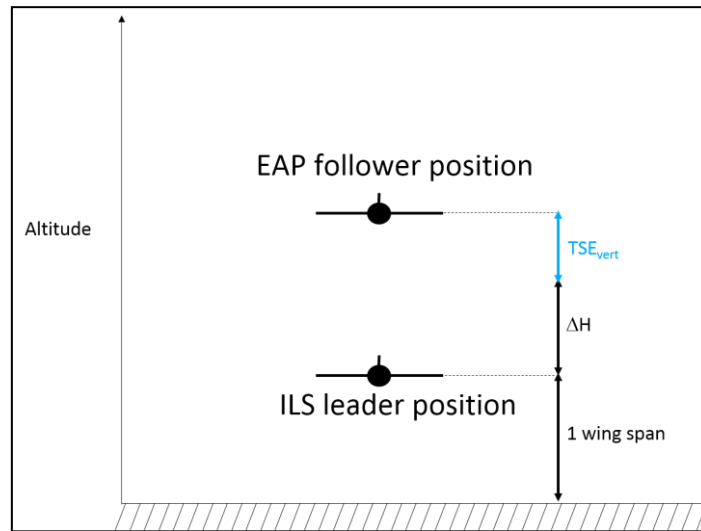 EAP follower position
Altitude
TSEvert
ΔH
ILS leader position
1 wing span